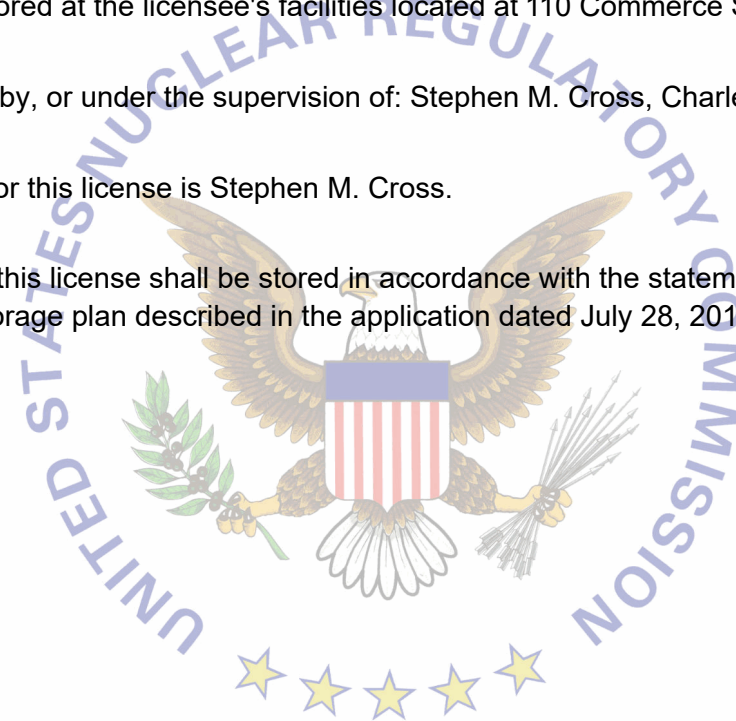 ored at the licensee's facilities located at 110 Commerce S
by, or under the supervision of: Stephen M. Cross, Charle
or this license is Stephen M. Cross.
this license shall be stored in accordance with the statem
orage plan described in the application dated July 28, 201
UNITED STATES NUCLEAR REGULATORY COMMISSION